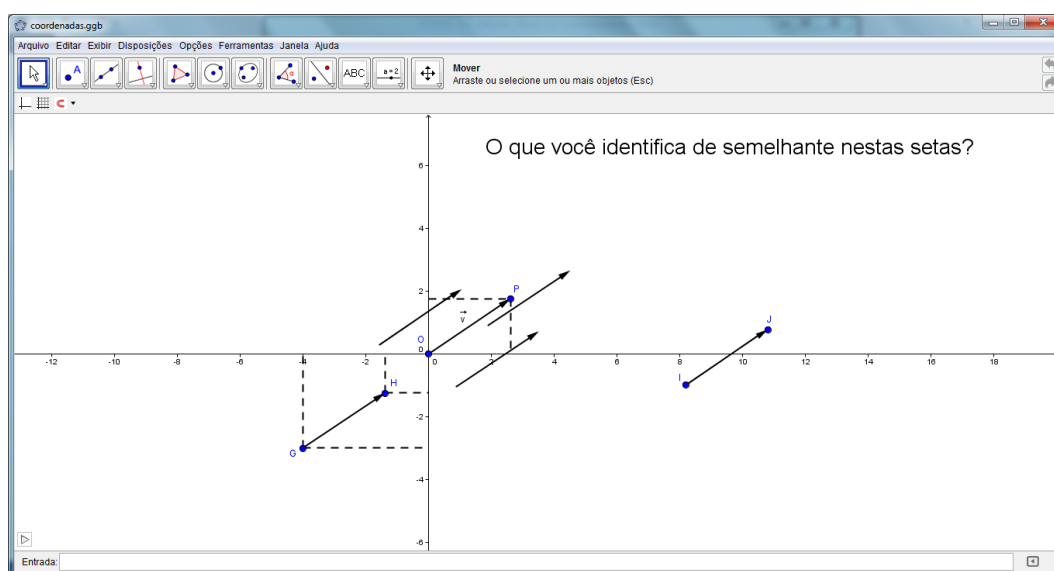 coordenadas.ggb
Arquivo Editar Exibir Disposições Opções Ferramentas Janela Ajuda
A
α
ABC
a=2
Mover
Arraste ou selecione um ou mais objetos (Esc)
O que você identifica de semelhante nestas setas?
6
4
2
P
J
v
O
0
-12 -10 -8 -6 -4 0 2 4 6 8 10 12 14 16 18
H
I
-2
G
-4
-6
Entrada: